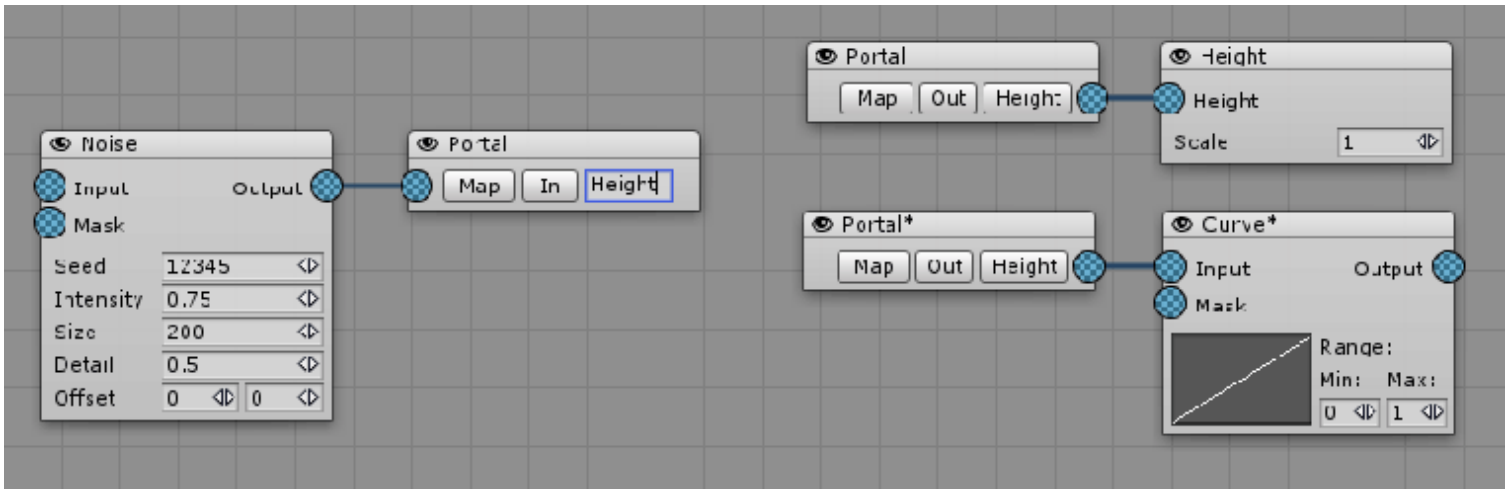 Noise
Input Output
Mask
Seed 12345
Intensity 0.75
Size 200
Detail 0.5
Offset 0 0
Portal
Map In Height
Portal
Map Out Height
Height
Height
Scale 1
Portal*
Map Out Height
Curve*
Input Output
Mask
Range:
Min: Max:
0 1